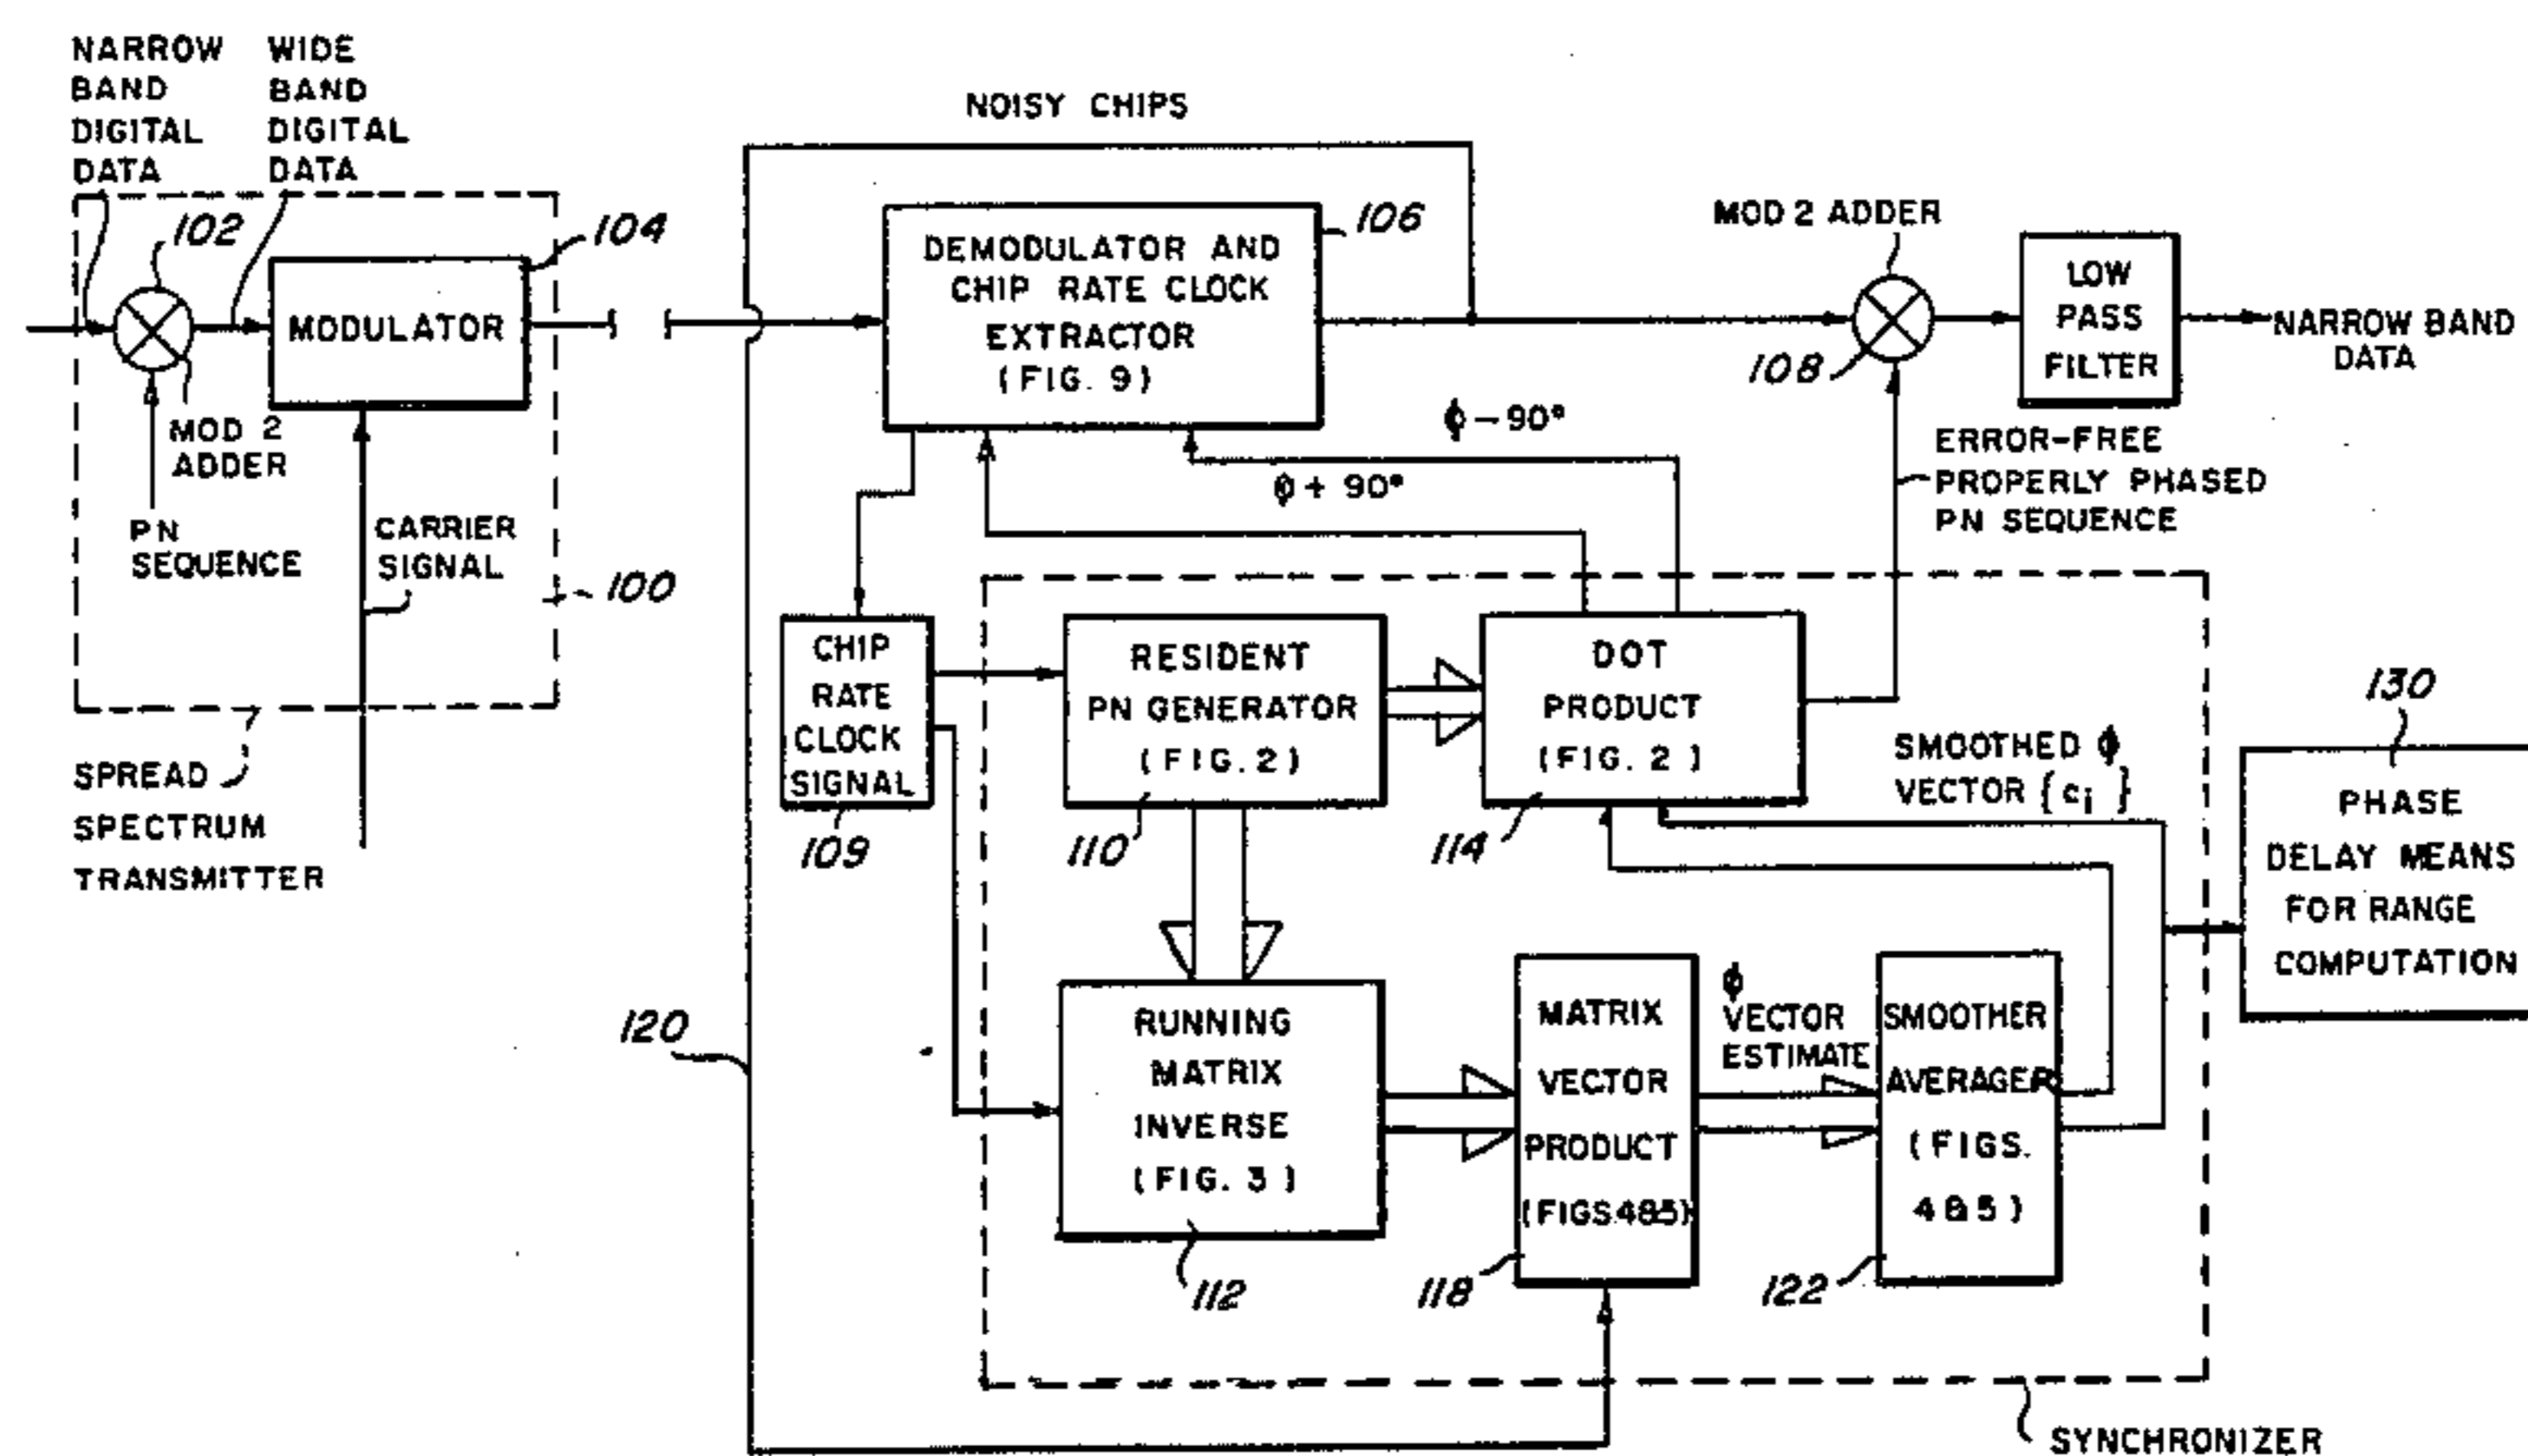 NARROW
BAND
DIGITAL
DATA
WIDE
BAND
DIGITAL
DATA
102
104
MODULATOR
MOD 2
ADDER
PN
SEQUENCE
CARRIER
SIGNAL
100
SPREAD
SPECTRUM
TRANSMITTER
NOISY CHIPS
106
DEMODULATOR AND
CHIP RATE CLOCK
EXTRACTOR
(FIG. 9)
MOD 2 ADDER
108
LOW
PASS
FILTER
NARROW BAND
DATA
ϕ - 90°
ϕ + 90°
ERROR-FREE
PROPERLY PHASED
PN SEQUENCE
CHIP
RATE
CLOCK
SIGNAL
109
RESIDENT
PN GENERATOR
(FIG. 2)
110
DOT
PRODUCT
(FIG. 2)
114
SMOOTHED ϕ
VECTOR {ci}
130
PHASE
DELAY MEANS
FOR RANGE
COMPUTATION
120
RUNNING
MATRIX
INVERSE
(FIG. 3)
112
MATRIX
VECTOR
PRODUCT
(FIGS.4&5)
118
ϕ
VECTOR
ESTIMATE
SMOOTHER
AVERAGER
(FIGS.
4&5)
122
SYNCHRONIZER